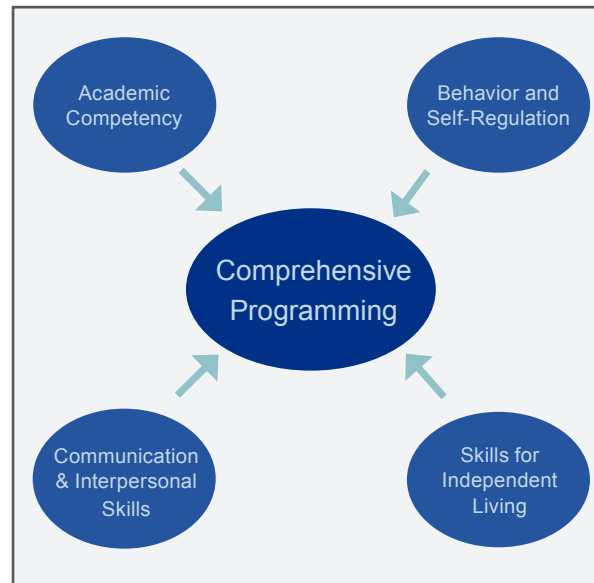 Academic
Competency
Behavior and
Self-Regulation
Comprehensive
Programming
Communication
& Interpersonal
Skills
Skills for
Independent
Living